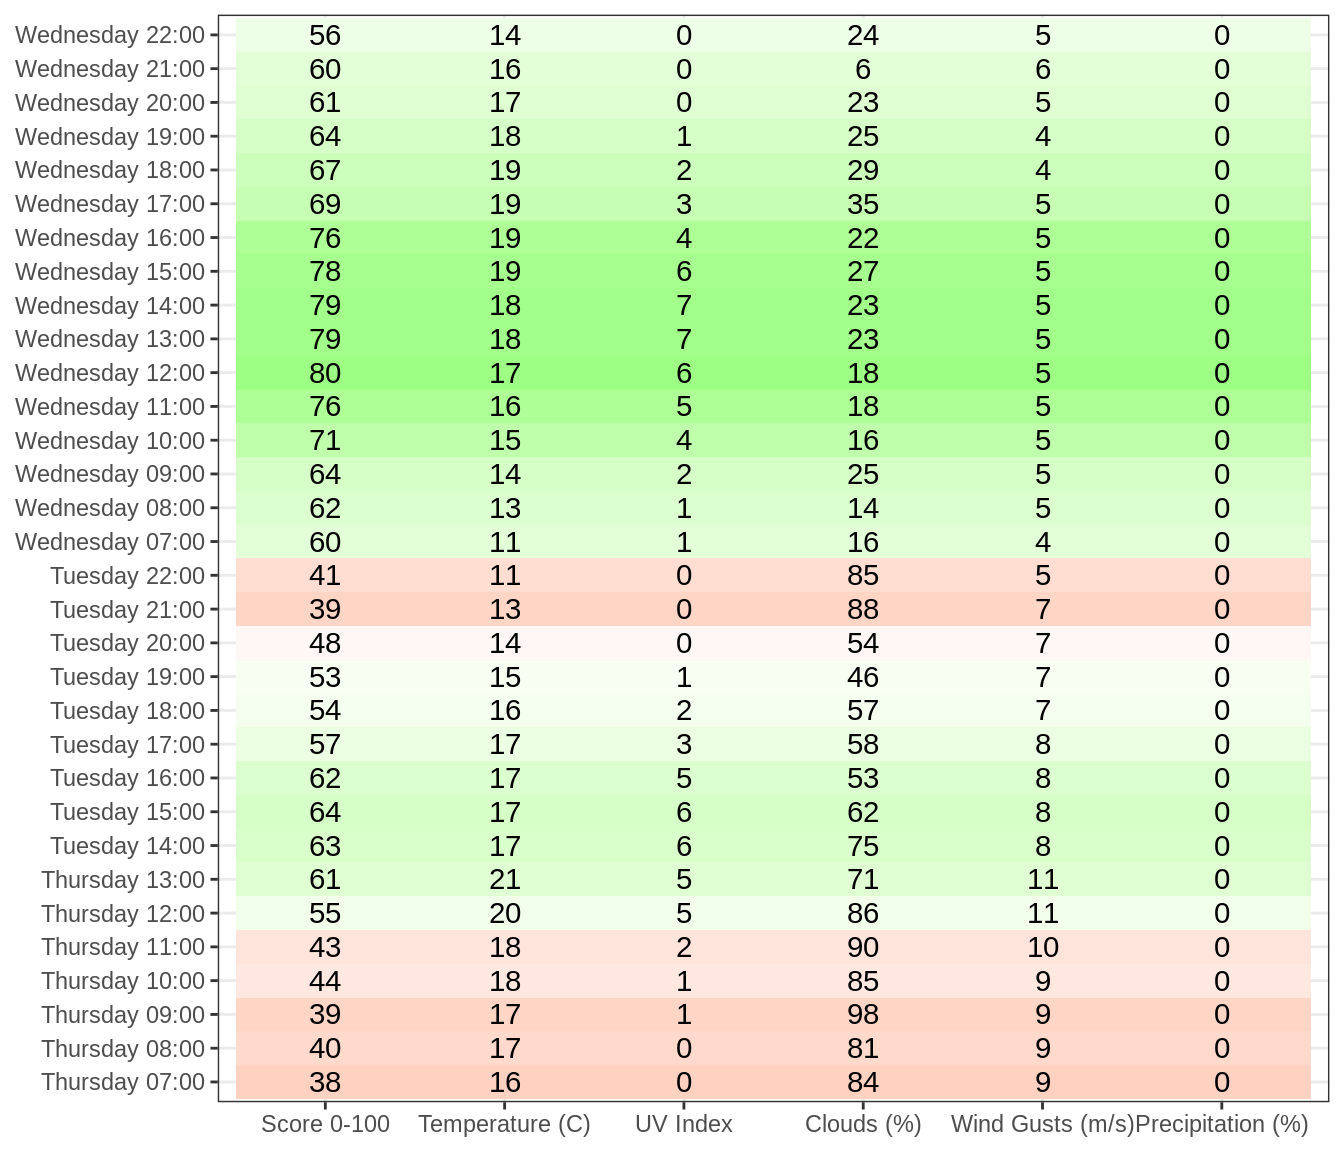 Wednesday 22:00 56 14 0 24 5 0
Wednesday 21:00 60 16 0 6 6 0
Wednesday 20:00 61 17 0 23 5 0
Wednesday 19:00 64 18 1 25 4 0
Wednesday 18:00 67 19 2 29 4 0
Wednesday 17:00 69 19 3 35 5 0
Wednesday 16:00 76 19 4 22 5 0
Wednesday 15:00 78 19 6 27 5 0
Wednesday 14:00 79 18 7 23 5 0
Wednesday 13:00 79 18 7 23 5 0
Wednesday 12:00 80 17 6 18 5 0
Wednesday 11:00 76 16 5 18 5 0
Wednesday 10:00 71 15 4 16 5 0
Wednesday 09:00 64 14 2 25 5 0
Wednesday 08:00 62 13 1 14 5 0
Wednesday 07:00 60 11 1 16 4 0
Tuesday 22:00 41 11 0 85 5 0
Tuesday 21:00 39 13 0 88 7 0
Tuesday 20:00 48 14 0 54 7 0
Tuesday 19:00 53 15 1 46 7 0
Tuesday 18:00 54 16 2 57 7 0
Tuesday 17:00 57 17 3 58 8 0
Tuesday 16:00 62 17 5 53 8 0
Tuesday 15:00 64 17 6 62 8 0
Tuesday 14:00 63 17 6 75 8 0
Thursday 13:00 61 21 5 71 11 0
Thursday 12:00 55 20 5 86 11 0
Thursday 11:00 43 18 2 90 10 0
Thursday 10:00 44 18 1 85 9 0
Thursday 09:00 39 17 1 98 9 0
Thursday 08:00 40 17 0 81 9 0
Thursday 07:00 38 16 0 84 9 0
Score 0-100 Temperature (C) UV Index Clouds (%) Wind Gusts (m/s) Precipitation (%)